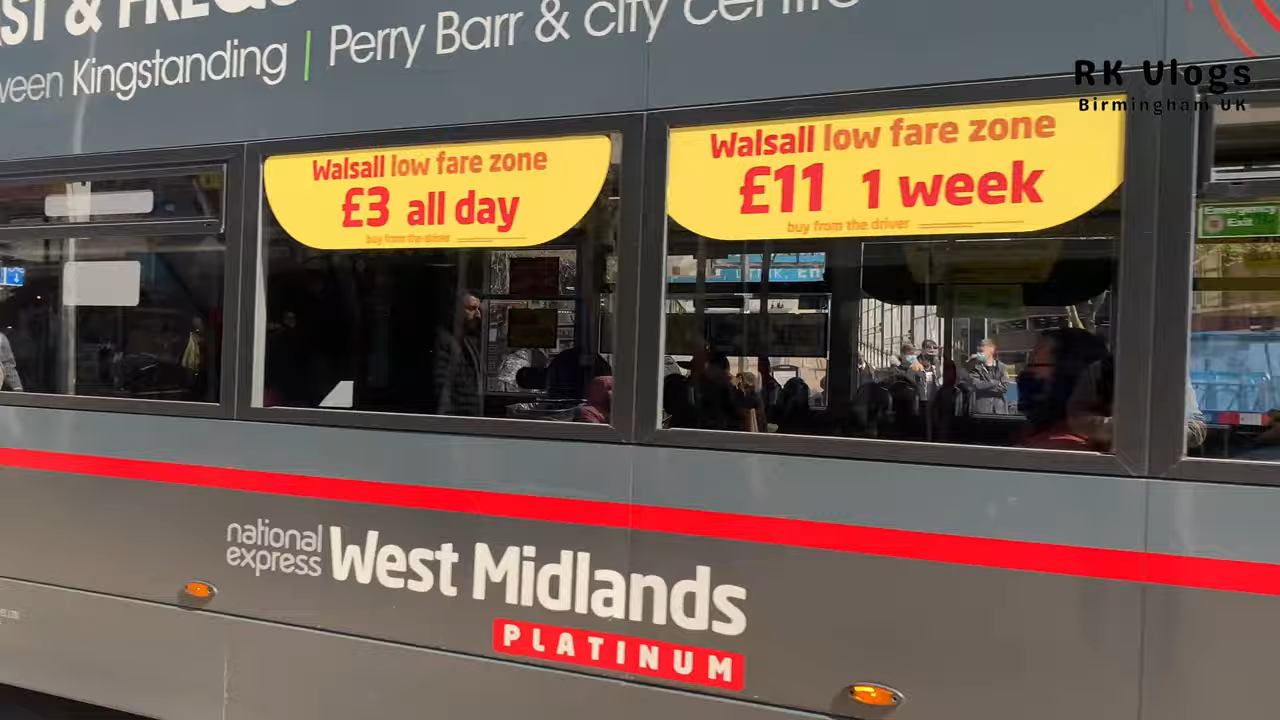 ST & FREQU
ween Kingstanding | Perry Barr & city centre
RK Vlogs
Birmingham UK
Walsall low fare zone
£3 all day
buy from the driver
Walsall low fare zone
£11 1 week
buy from the driver
Emergency
Exit
national
express
West Midlands
PLATINUM